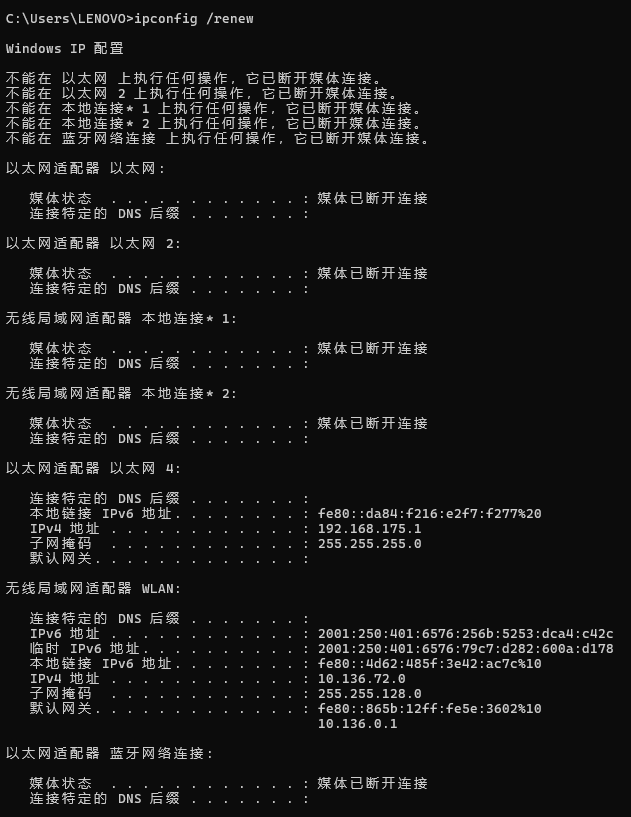 C:\Users\LENOVO>ipconfig /renew
Windows IP 配置
不能在 以太网 上执行任何操作，它已断开媒体连接。
不能在 以太网 2 上执行任何操作，它已断开媒体连接。
不能在 本地连接* 1 上执行任何操作，它已断开媒体连接。
不能在 本地连接* 2 上执行任何操作，它已断开媒体连接。
不能在 蓝牙网络连接 上执行任何操作，它已断开媒体连接。
以太网适配器 以太网:
媒体状态 . . . . . . . . . . . . : 媒体已断开连接
连接特定的 DNS 后缀 . . . . . . . :
以太网适配器 以太网 2:
媒体状态 . . . . . . . . . . . . : 媒体已断开连接
连接特定的 DNS 后缀 . . . . . . . :
无线局域网适配器 本地连接* 1:
媒体状态 . . . . . . . . . . . . : 媒体已断开连接
连接特定的 DNS 后缀 . . . . . . . :
无线局域网适配器 本地连接* 2:
媒体状态 . . . . . . . . . . . . : 媒体已断开连接
连接特定的 DNS 后缀 . . . . . . . :
以太网适配器 以太网 4:
连接特定的 DNS 后缀 . . . . . . . :
本地链接 IPv6 地址. . . . . . . . : fe80::da84:f216:e2f7:f277%20
IPv4 地址 . . . . . . . . . . . . : 192.168.175.1
子网掩码 . . . . . . . . . . . . : 255.255.255.0
默认网关. . . . . . . . . . . . . :
无线局域网适配器 WLAN:
连接特定的 DNS 后缀 . . . . . . . :
IPv6 地址 . . . . . . . . . . . . : 2001:250:401:6576:256b:5253:dca4:c42c
临时 IPv6 地址. . . . . . . . . . : 2001:250:401:6576:79c7:d282:600a:d178
本地链接 IPv6 地址. . . . . . . . : fe80::4d62:485f:3e42:ac7c%10
IPv4 地址 . . . . . . . . . . . . : 10.136.72.0
子网掩码 . . . . . . . . . . . . : 255.255.128.0
默认网关. . . . . . . . . . . . . : fe80::865b:12ff:fe5e:3602%10
10.136.0.1
以太网适配器 蓝牙网络连接:
媒体状态 . . . . . . . . . . . . : 媒体已断开连接
连接特定的 DNS 后缀 . . . . . . . :